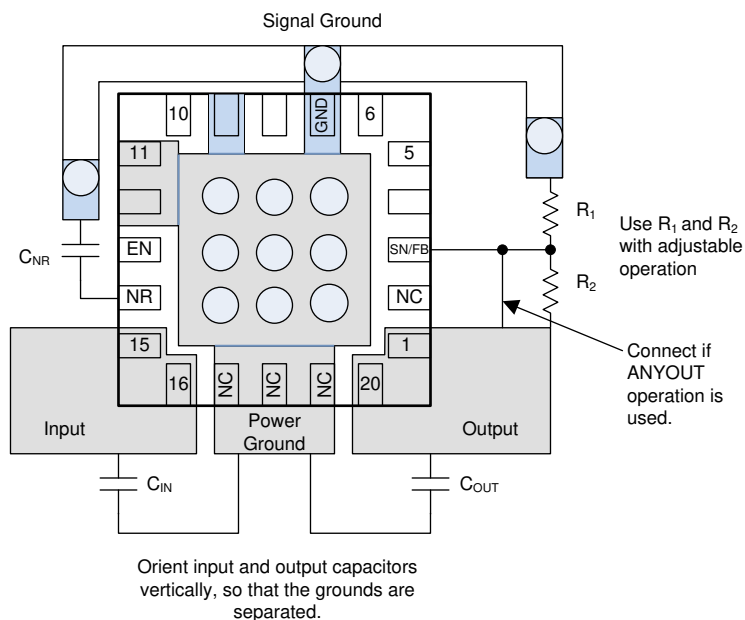 Signal Ground
10
GND
6
11
5
EN
SN/FB
NR
NC
15
1
16
NC
NC
NC
20
C_NR
R1
R2
Use R1 and R2
with adjustable
operation
Connect if
ANYOUT
operation is
used.
Input
Power
Ground
Output
CIN
COUT
Orient input and output capacitors
vertically, so that the grounds are
separated.